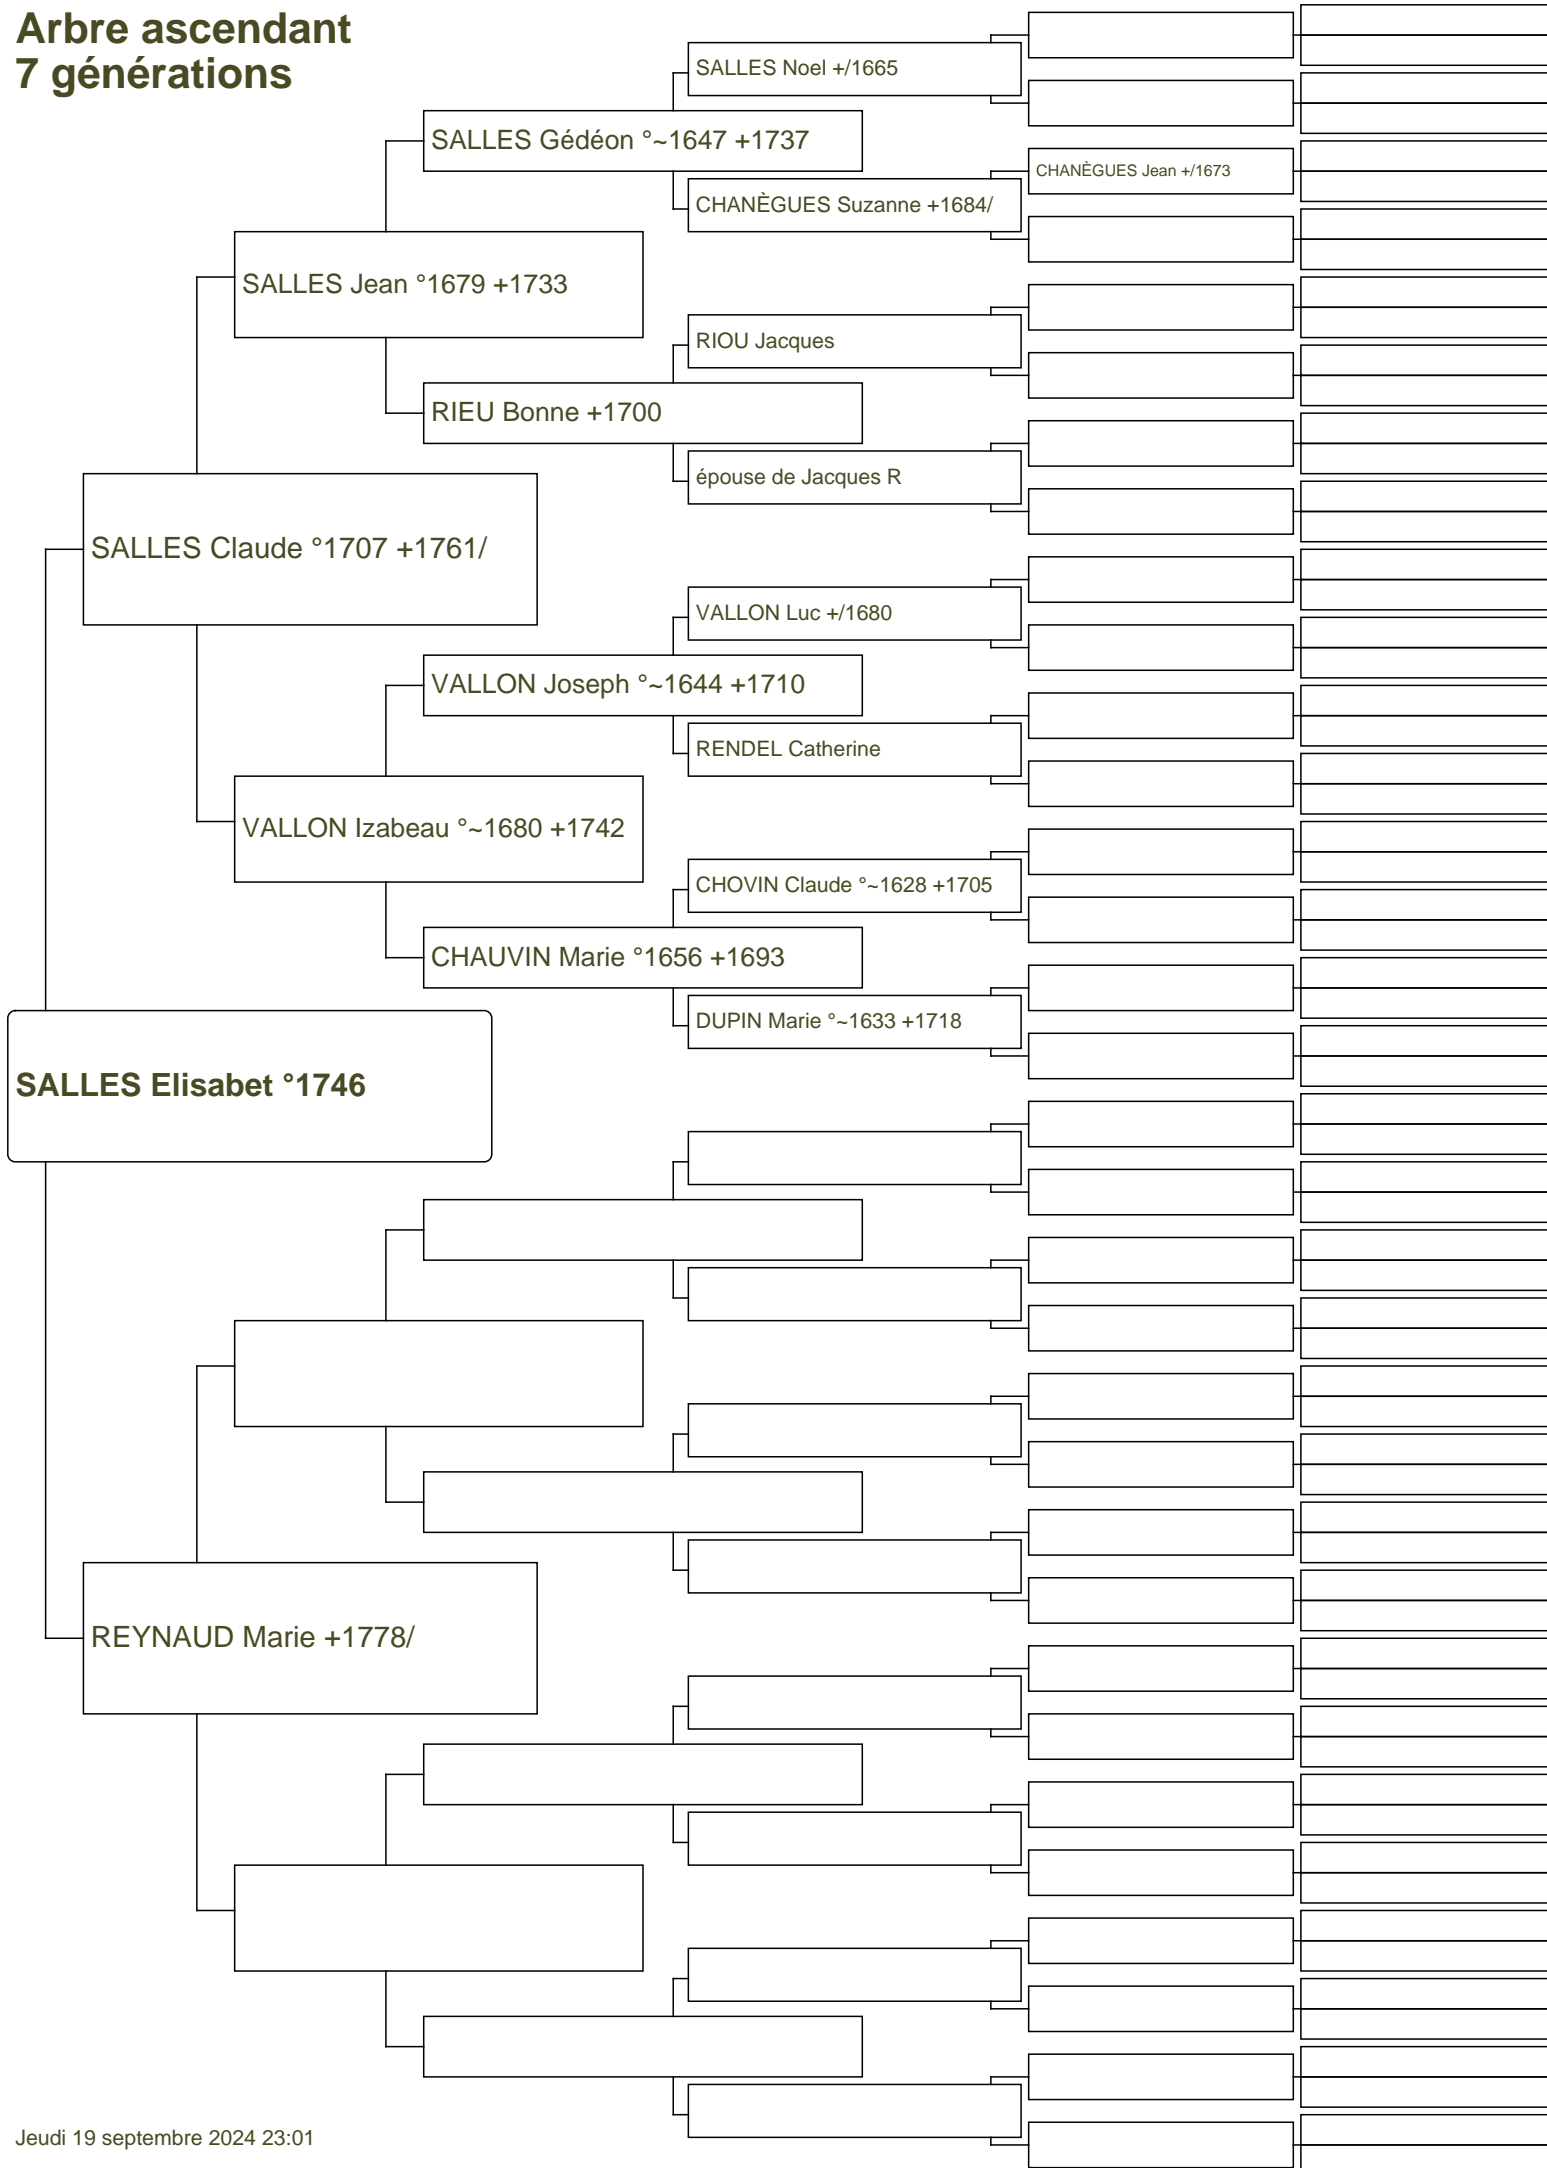 Arbre ascendant
7 générations
SALLES Noel +/1665
SALLES Gédéon °~1647 +1737
CHANÈGUES Jean +/1673
CHANÈGUES Suzanne +1684/
SALLES Jean °1679 +1733
RIOU Jacques
RIEU Bonne +1700
épouse de Jacques R
SALLES Claude °1707 +1761/
VALLON Luc +/1680
VALLON Joseph °~1644 +1710
RENDEL Catherine
VALLON Izabeau °~1680 +1742
CHOVIN Claude °~1628 +1705
CHAUVIN Marie °1656 +1693
DUPIN Marie °~1633 +1718
SALLES Elisabet °1746
REYNAUD Marie +1778/
Jeudi 19 septembre 2024 23:01